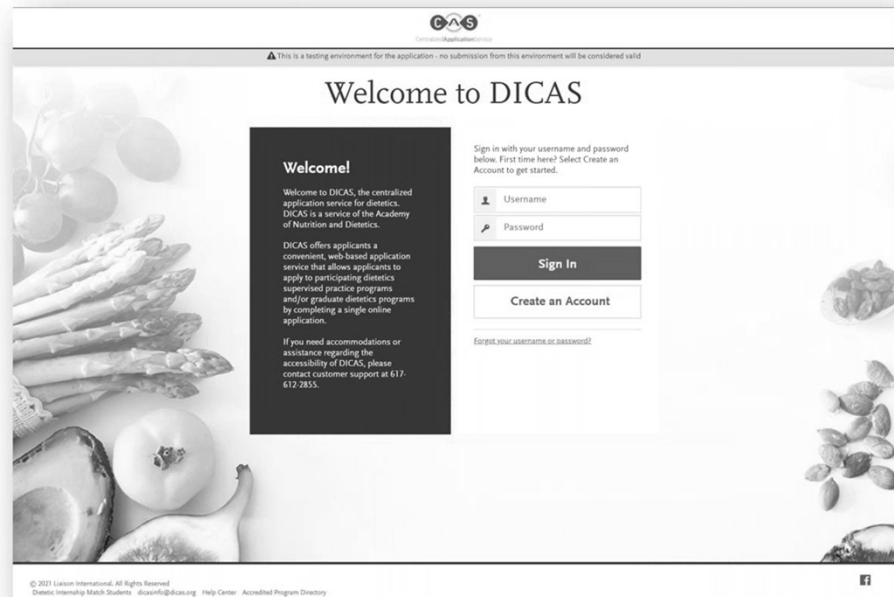 CAS
CentralizedApplicationService
This is a testing environment for the application - no submission from this environment will be considered valid
Welcome to DICAS
Welcome!
Welcome to DICAS, the centralized
application service for dietetics.
DICAS is a service of the Academy
of Nutrition and Dietetics.
DICAS offers applicants a
convenient, web-based application
service that allows applicants to
apply to participating dietetics
supervised practice programs
and/or graduate dietetics programs
by completing a single online
application.
If you need accommodations or
assistance regarding the
accessibility of DICAS, please
contact customer support at 617-
612-2855.
Sign in with your username and password
below. First time here? Select Create an
Account to get started.
Username
Password
Sign In
Create an Account
Forgot your username or password?
© 2021 Liaison International. All Rights Reserved
Dietetic Internship Match Students dicasinfo@dicas.org Help Center Accredited Program Directory